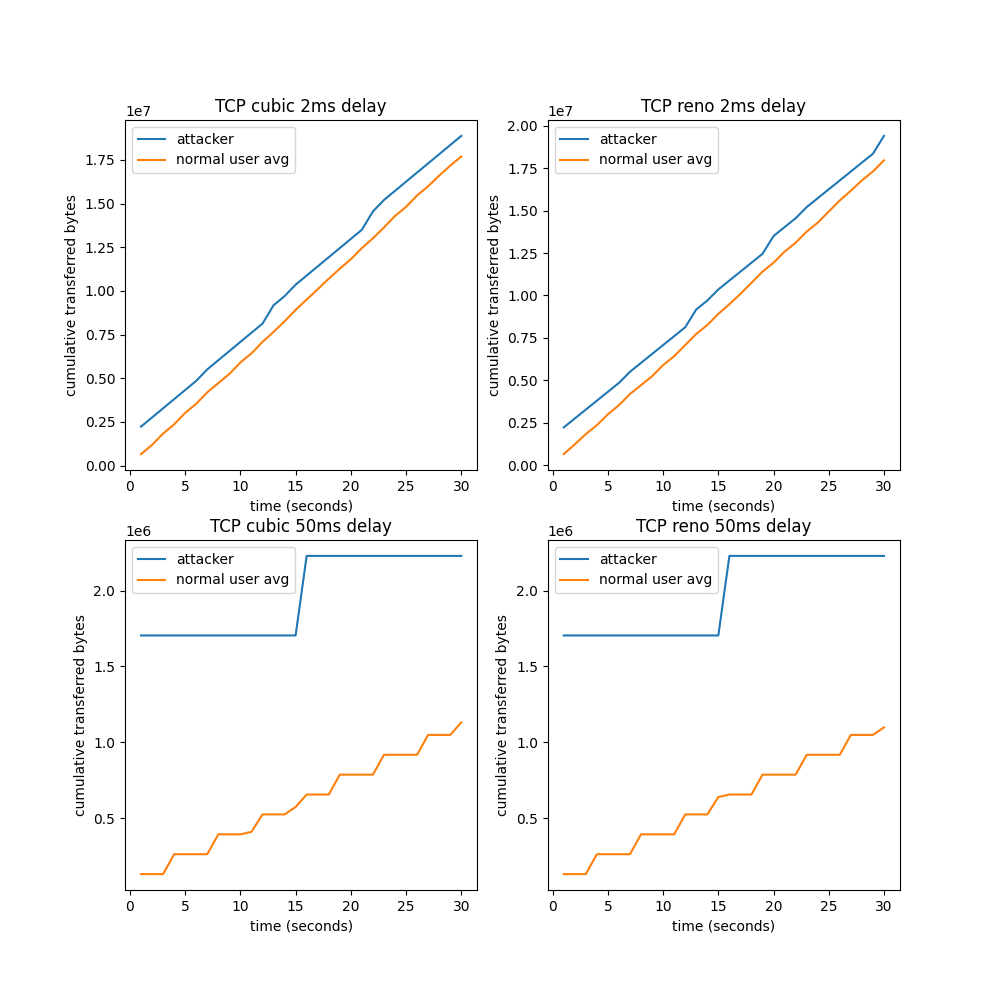 TCP cubic 2ms delay
1e7
attacker
normal user avg
cumulative transferred bytes
1.75
1.50
1.25
1.00
0.75
0.50
0.25
0.00
0 5 10 15 20 25 30
time (seconds)
TCP reno 2ms delay
1e7
attacker
normal user avg
cumulative transferred bytes
2.00
1.75
1.50
1.25
1.00
0.75
0.50
0.25
0.00
0 5 10 15 20 25 30
time (seconds)
TCP cubic 50ms delay
1e6
attacker
normal user avg
cumulative transferred bytes
2.0
1.5
1.0
0.5
0 5 10 15 20 25 30
time (seconds)
TCP reno 50ms delay
1e6
attacker
normal user avg
cumulative transferred bytes
2.0
1.5
1.0
0.5
0 5 10 15 20 25 30
time (seconds)